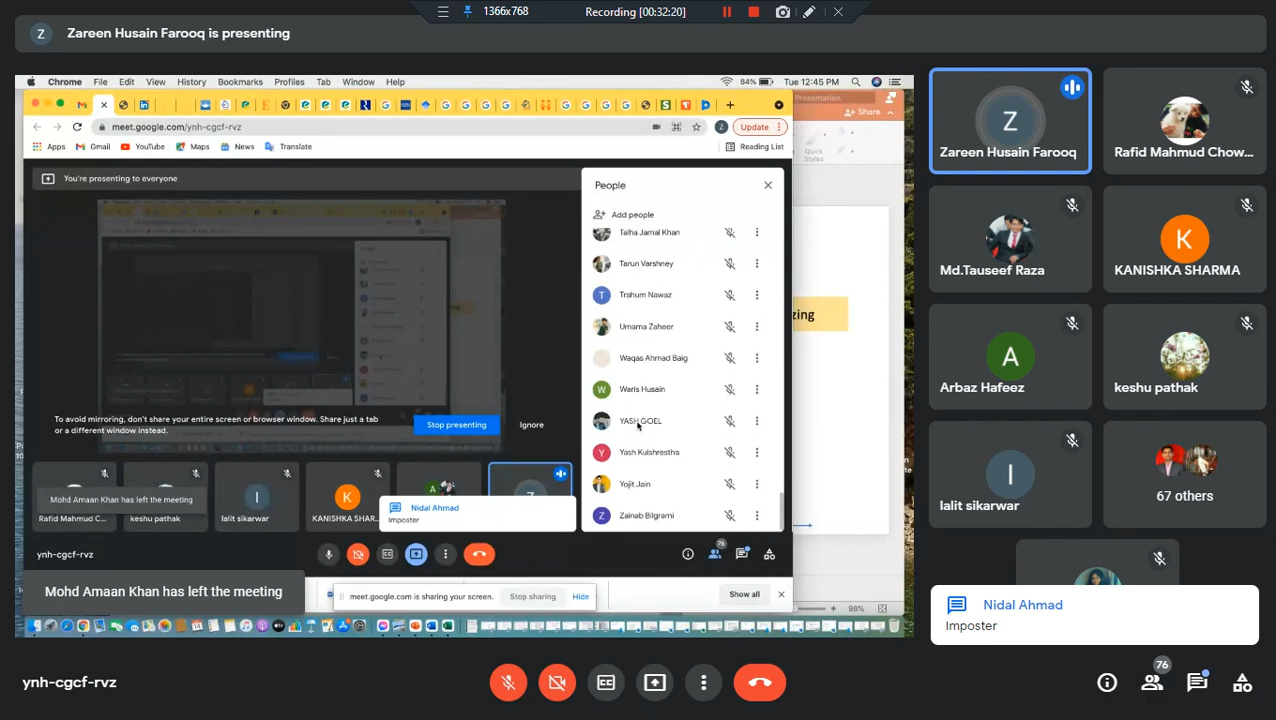 1366x768
Recording [00:32:20]
Z
Zareen Husain Farooq is presenting
Chrome File Edit View History Bookmarks Profiles Tab Window Help
84%
Tue 12:45 PM
Presentation
Share
meet.google.com/ynh-cgcf-rvz
Z
Update
Apps Gmail YouTube Maps News Translate
Reading List
Quick
Styles
You're presenting to everyone
People
Add people
Talha Jamal Khan
Tarun Varshney
T
Trahum Nawaz
Umama Zaheer
Waqas Ahmad Baig
W
Waris Husain
YASH GOEL
Y
Yash Kulshrestha
Yojit Jain
Z
Zainab Bilgrami
zing
To avoid mirroring, don't share your entire screen or browser window. Share just a tab
or a different window instead.
Stop presenting
Ignore
Mohd Amaan Khan has left the meeting
Rafid Mahmud C...
keshu pathak
I
lalit sikarwar
K
KANISHKA SHARMA
A
Z
Nidal Ahmad
Imposter
ynh-cgcf-rvz
76
Mohd Amaan Khan has left the meeting
meet.google.com is sharing your screen.
Stop sharing
Hide
Show all
98%
Z
Zareen Husain Farooq
Rafid Mahmud Chow...
Md.Tauseef Raza
K
KANISHKA SHARMA
A
Arbaz Hafeez
keshu pathak
I
lalit sikarwar
67 others
Nidal Ahmad
Imposter
ynh-cgcf-rvz
76